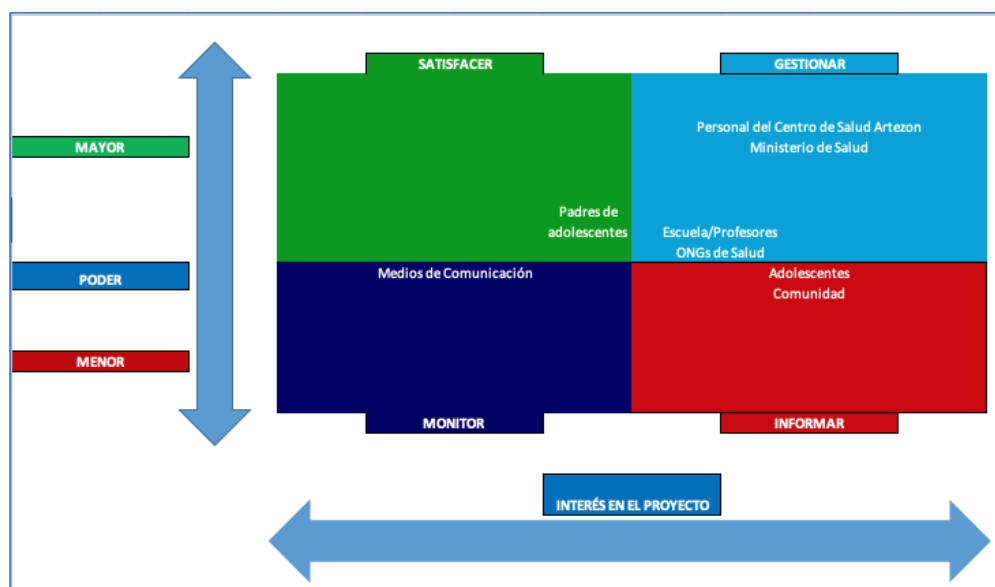 SATISFACER
GESTIONAR
MAYOR
Personal del Centro de Salud Artezon
Ministerio de Salud
Padres de
adolescentes
Escuela/Profesores
ONGs de Salud
PODER
Medios de Comunicación
Adolescentes
Comunidad
MENOR
MONITOR
INFORMAR
INTERÉS EN EL PROYECTO